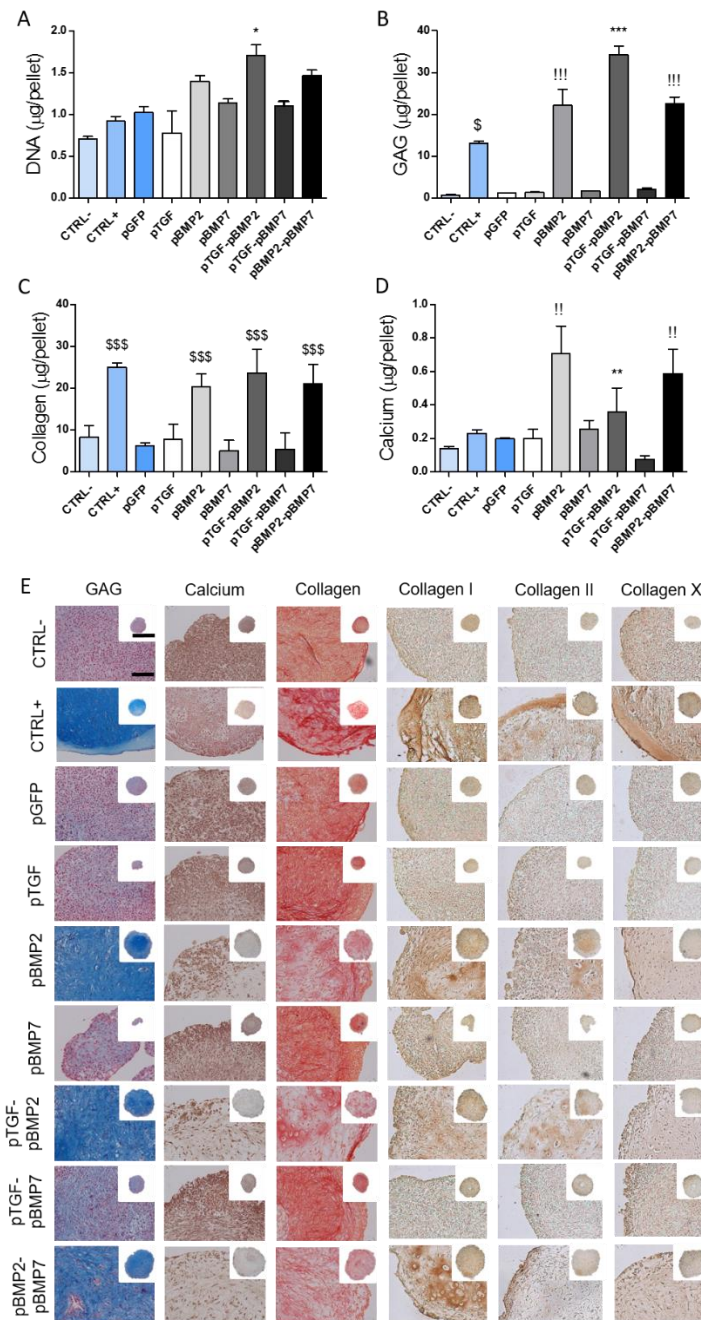 A
DNA (µg/pellet)
2.0
1.5
1.0
0.5
0.0
*
CTRL-
CTRL+
pGFP
pTGF
pBMP2
pBMP7
pTGF-pBMP2
pTGF-pBMP7
pBMP2-pBMP7
B
GAG (µg/pellet)
40
30
20
10
0
$
!!!
***
!!!
CTRL-
CTRL+
pGFP
pTGF
pBMP2
pBMP7
pTGF-pBMP2
pTGF-pBMP7
pBMP2-pBMP7
C
Collagen (µg/pellet)
40
30
20
10
0
$$$
$$$
$$$
$$$
CTRL-
CTRL+
pGFP
pTGF
pBMP2
pBMP7
pTGF-pBMP2
pTGF-pBMP7
pBMP2-pBMP7
D
Calcium (µg/pellet)
1.0
0.8
0.6
0.4
0.2
0.0
!!
**
!!
CTRL-
CTRL+
pGFP
pTGF
pBMP2
pBMP7
pTGF-pBMP2
pTGF-pBMP7
pBMP2-pBMP7
E
GAG Calcium Collagen Collagen I Collagen II Collagen X
CTRL-
CTRL+
pGFP
pTGF
pBMP2
pBMP7
pTGF-
pBMP2
pTGF-
pBMP7
pBMP2-
pBMP7